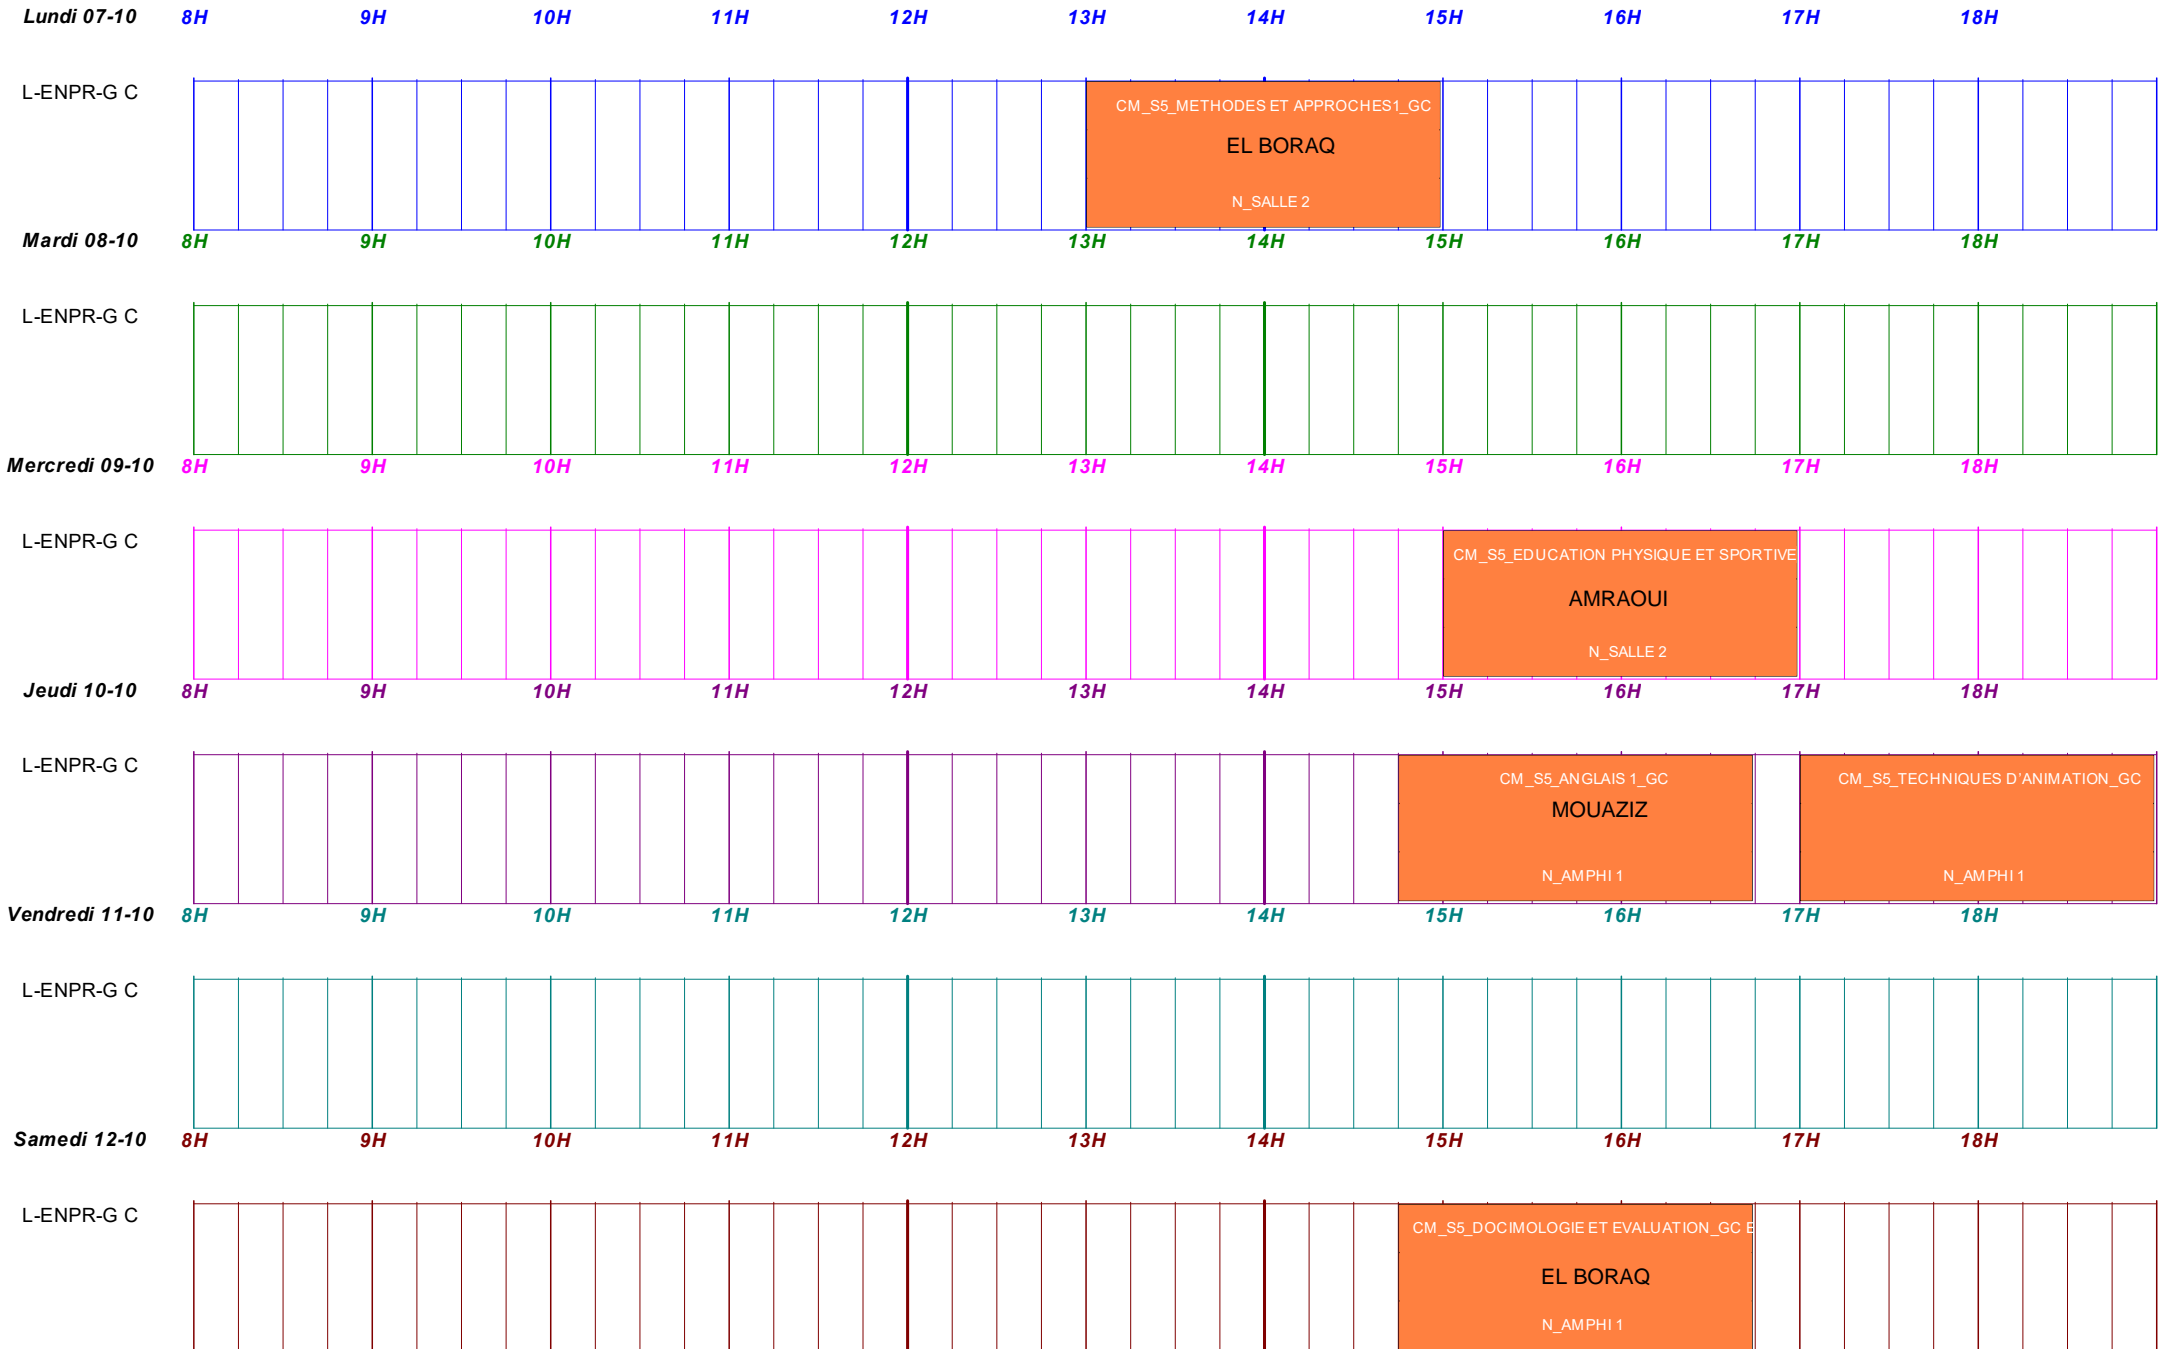 Lundi 07-10 8H 9H 10H 11H 12H 13H 14H 15H 16H 17H 18H
L-ENPR-G C
CM_S5_METHODES ET APPROCHES1_GC
EL BORAQ
N_SALLE 2
Mardi 08-10 8H 9H 10H 11H 12H 13H 14H 15H 16H 17H 18H
L-ENPR-G C
Mercredi 09-10 8H 9H 10H 11H 12H 13H 14H 15H 16H 17H 18H
L-ENPR-G C
CM_S5_EDUCATION PHYSIQUE ET SPORTIVE
AMRAOUI
N_SALLE 2
Jeudi 10-10 8H 9H 10H 11H 12H 13H 14H 15H 16H 17H 18H
L-ENPR-G C
CM_S5_ANGLAIS 1_GC
MOUAZIZ
N_AMPHI 1
CM_S5_TECHNIQUES D'ANIMATION_GC
N_AMPHI 1
Vendredi 11-10 8H 9H 10H 11H 12H 13H 14H 15H 16H 17H 18H
L-ENPR-G C
Samedi 12-10 8H 9H 10H 11H 12H 13H 14H 15H 16H 17H 18H
L-ENPR-G C
CM_S5_DOCIMOLOGIE ET EVALUATION_GC E
EL BORAQ
N_AMPHI 1